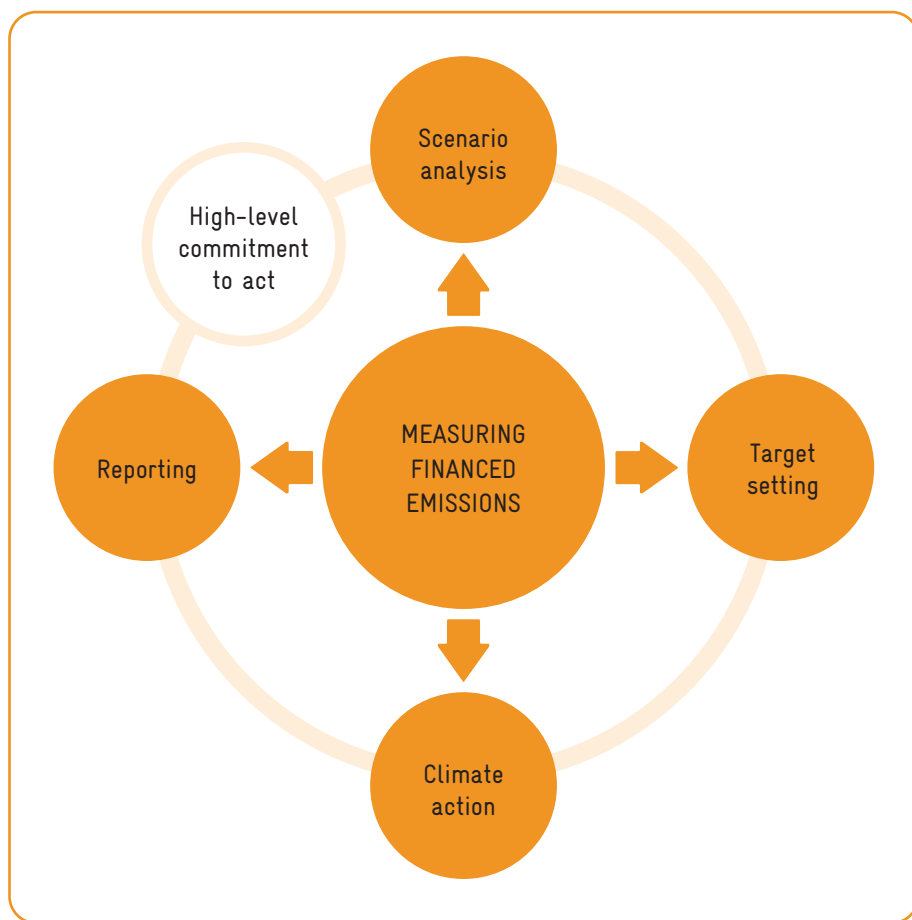 Scenario
analysis
High-level
commitment
to act
MEASURING
FINANCED
EMISSIONS
Reporting
Target
setting
Climate
action